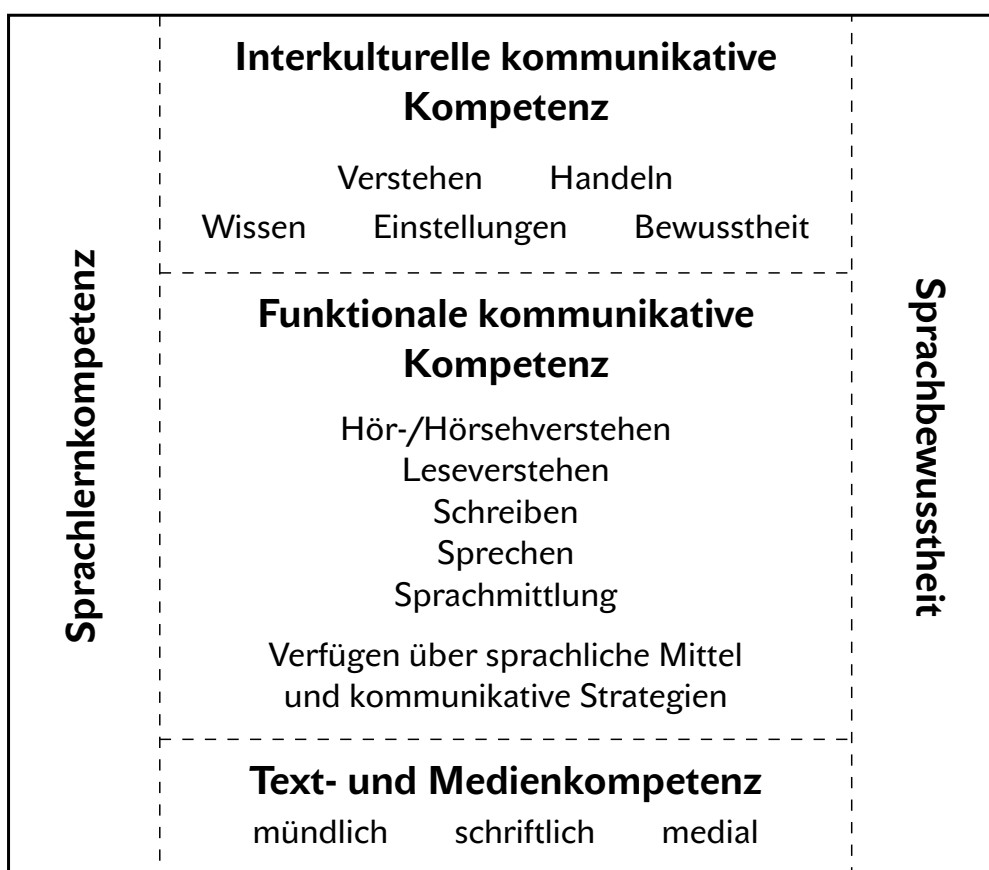 Sprachlernkompetenz
Interkulturelle kommunikative
Kompetenz
Verstehen Handeln
Wissen Einstellungen Bewusstheit
Funktionale kommunikative
Kompetenz
Hör-/Hörsehverstehen
Leseverstehen
Schreiben
Sprechen
Sprachmittlung
Verfügen über sprachliche Mittel
und kommunikative Strategien
Text- und Medienkompetenz
mündlich schriftlich medial
Sprachbewusstheit